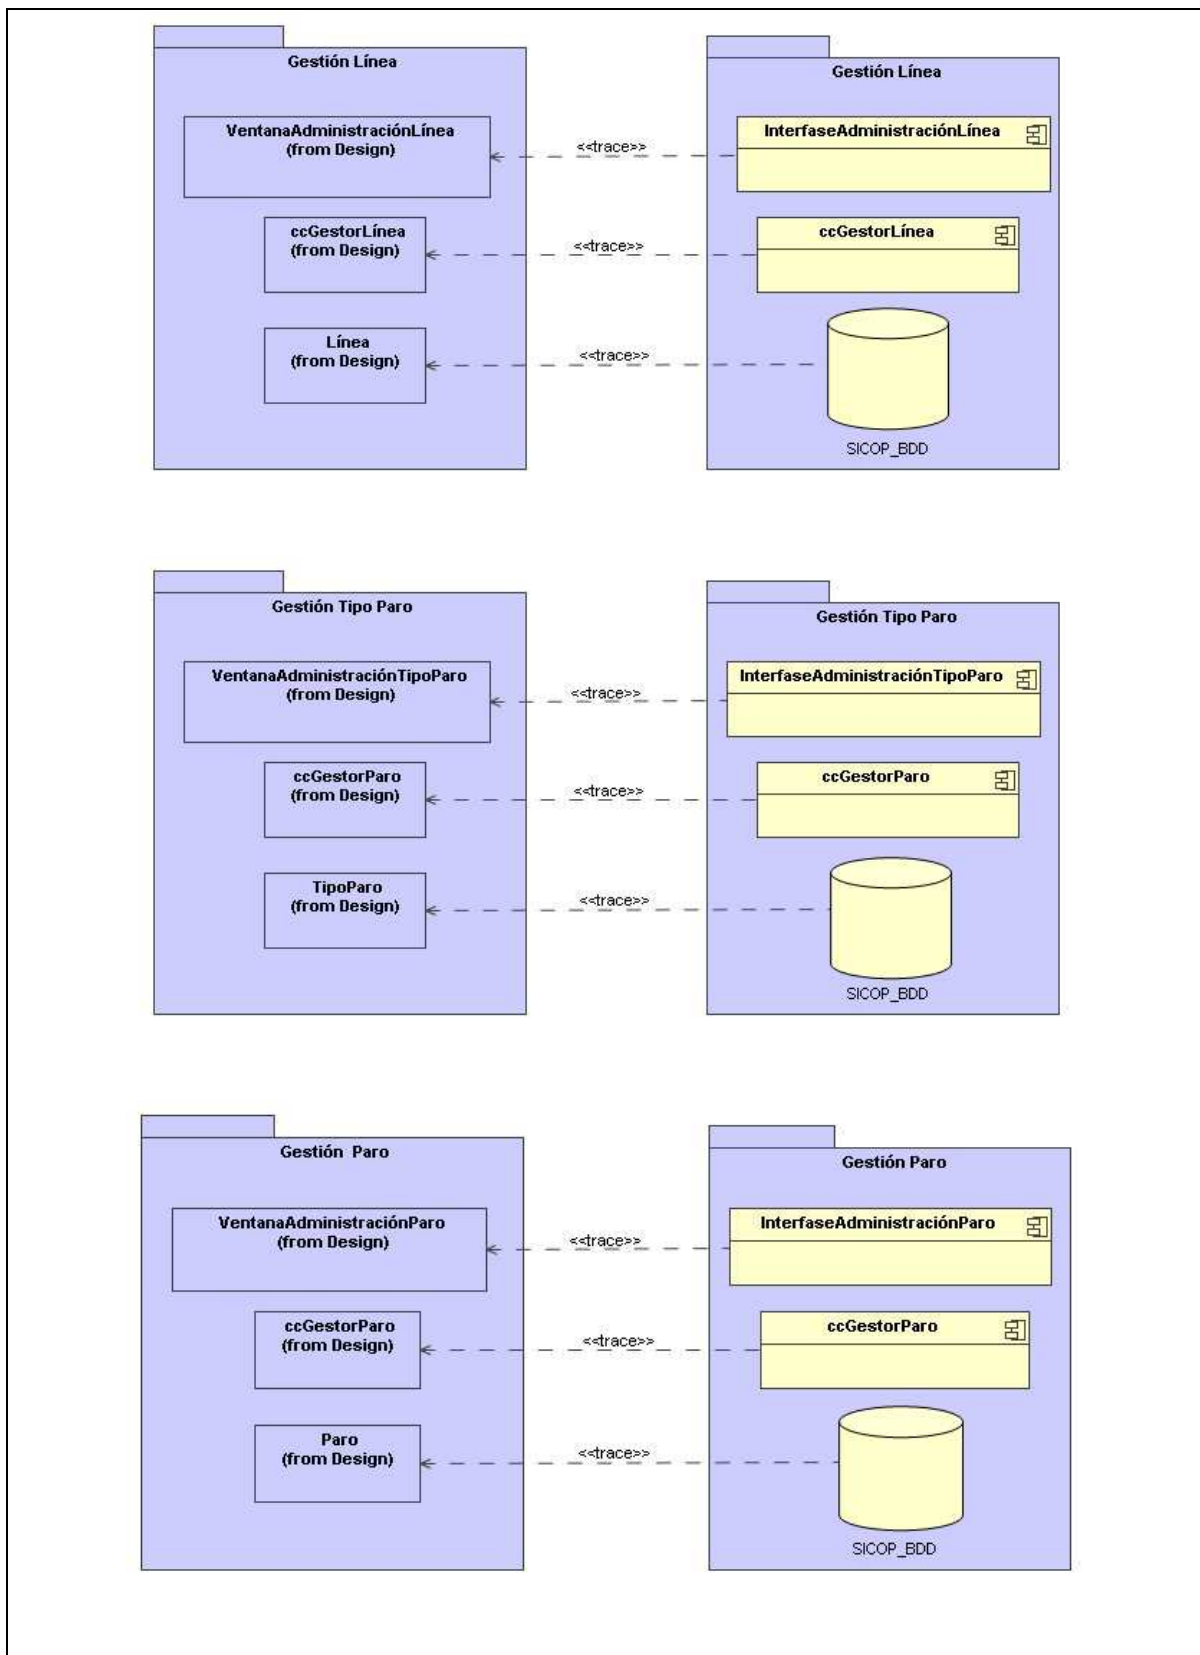 Gestión Línea
Gestión Línea
VentanaAdministraciónLínea
(from Design)
<<trace>>
InterfaseAdministraciónLínea
ccGestorLínea
(from Design)
<<trace>>
ccGestorLínea
Línea
(from Design)
<<trace>>
SICOP_BDD
Gestión Tipo Paro
Gestión Tipo Paro
VentanaAdministraciónTipoParo
(from Design)
<<trace>>
InterfaseAdministraciónTipoParo
ccGestorParo
(from Design)
<<trace>>
ccGestorParo
TipoParo
(from Design)
<<trace>>
SICOP_BDD
Gestión  Paro
Gestión Paro
VentanaAdministraciónParo
(from Design)
<<trace>>
InterfaseAdministraciónParo
ccGestorParo
(from Design)
<<trace>>
ccGestorParo
Paro
(from Design)
<<trace>>
SICOP_BDD